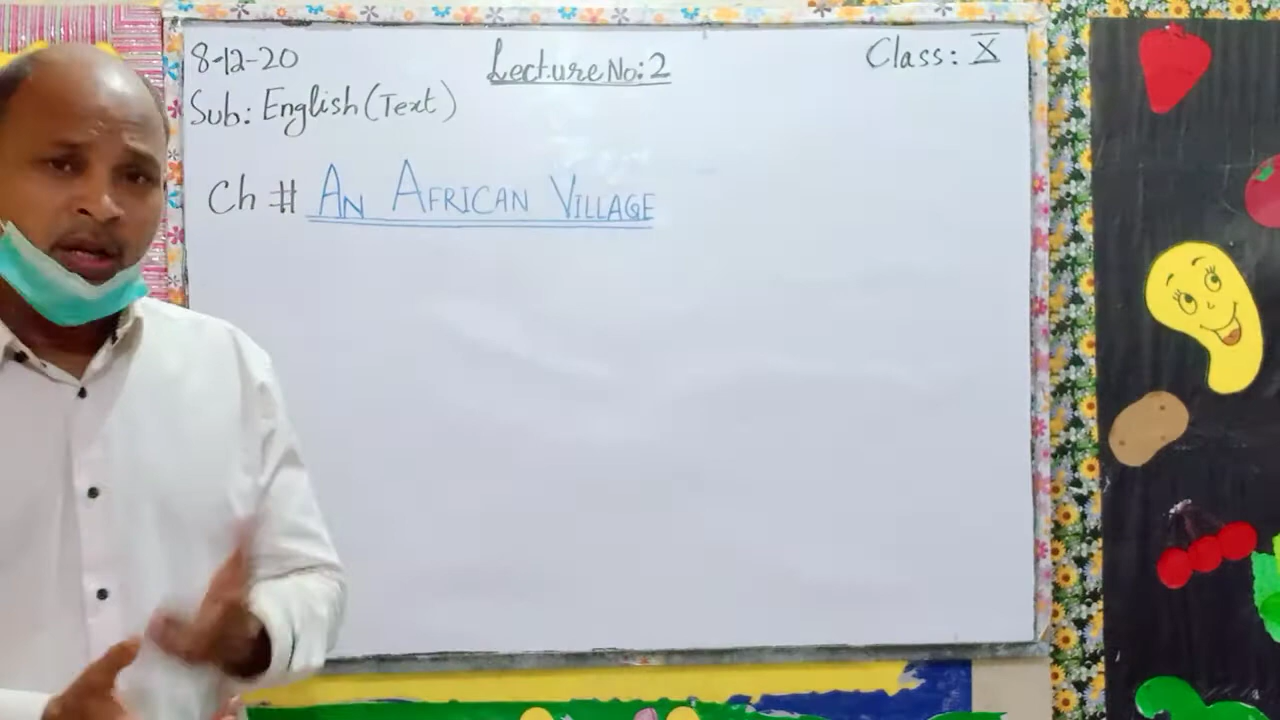 8-12-20
Lecture No: 2
Class: X
Sub: English (Text)
Ch # AN AFRICAN VILLAGE